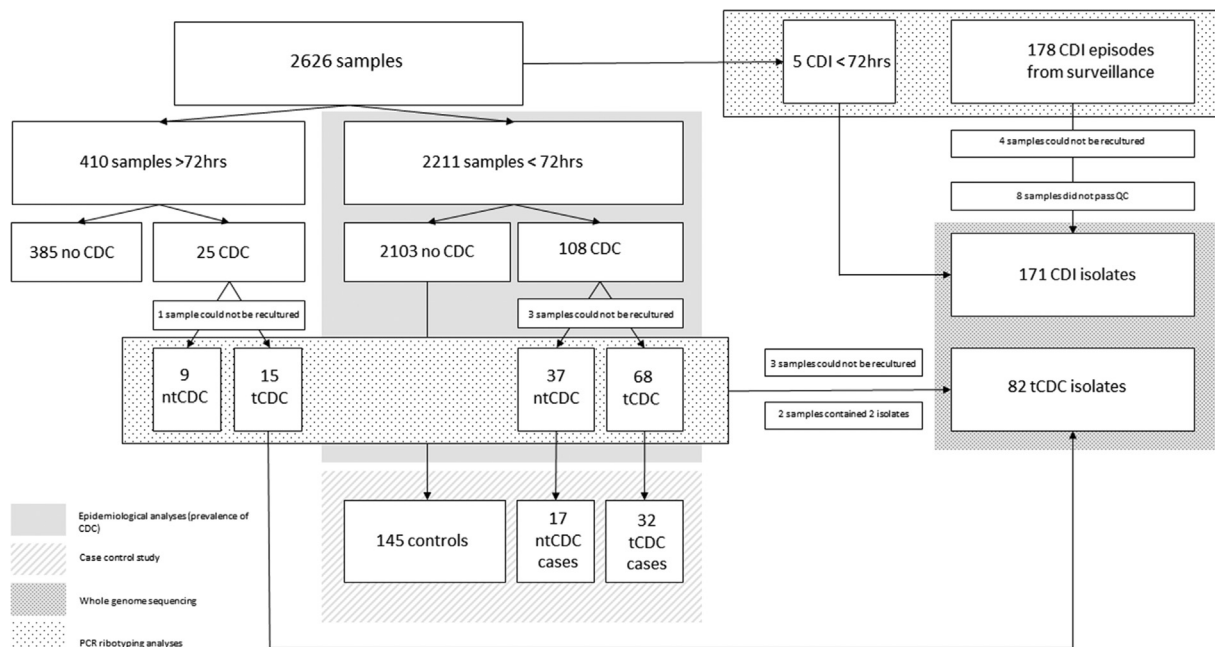 2626 samples
5 CDI < 72hrs
178 CDI episodes
from surveillance
410 samples >72hrs
2211 samples < 72hrs
4 samples could not be recultured
8 samples did not pass QC
385 no CDC
25 CDC
2103 no CDC
108 CDC
171 CDI isolates
1 sample could not be recultured
3 samples could not be recultured
9
ntCDC
15
tCDC
37
ntCDC
68
tCDC
3 samples could not be recultured
2 samples contained 2 isolates
82 tCDC isolates
145 controls
17
ntCDC
cases
32
tCDC
cases
Epidemiological analyses (prevalence of
CDC)
Case control study
Whole genome sequencing
PCR ribotyping analyses